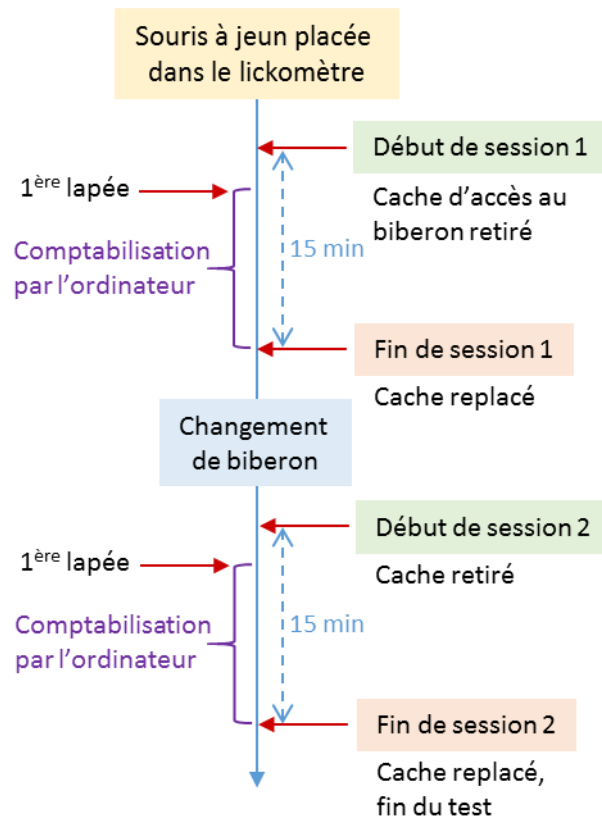 Souris à jeun placée
dans le lickomètre
Début de session 1
1ère lapée
Cache d'accès au
biberon retiré
Comptabilisation
par l'ordinateur
15 min
Fin de session 1
Cache replacé
Changement
de biberon
Début de session 2
1ère lapée
Cache retiré
Comptabilisation
par l'ordinateur
15 min
Fin de session 2
Cache replacé,
fin du test